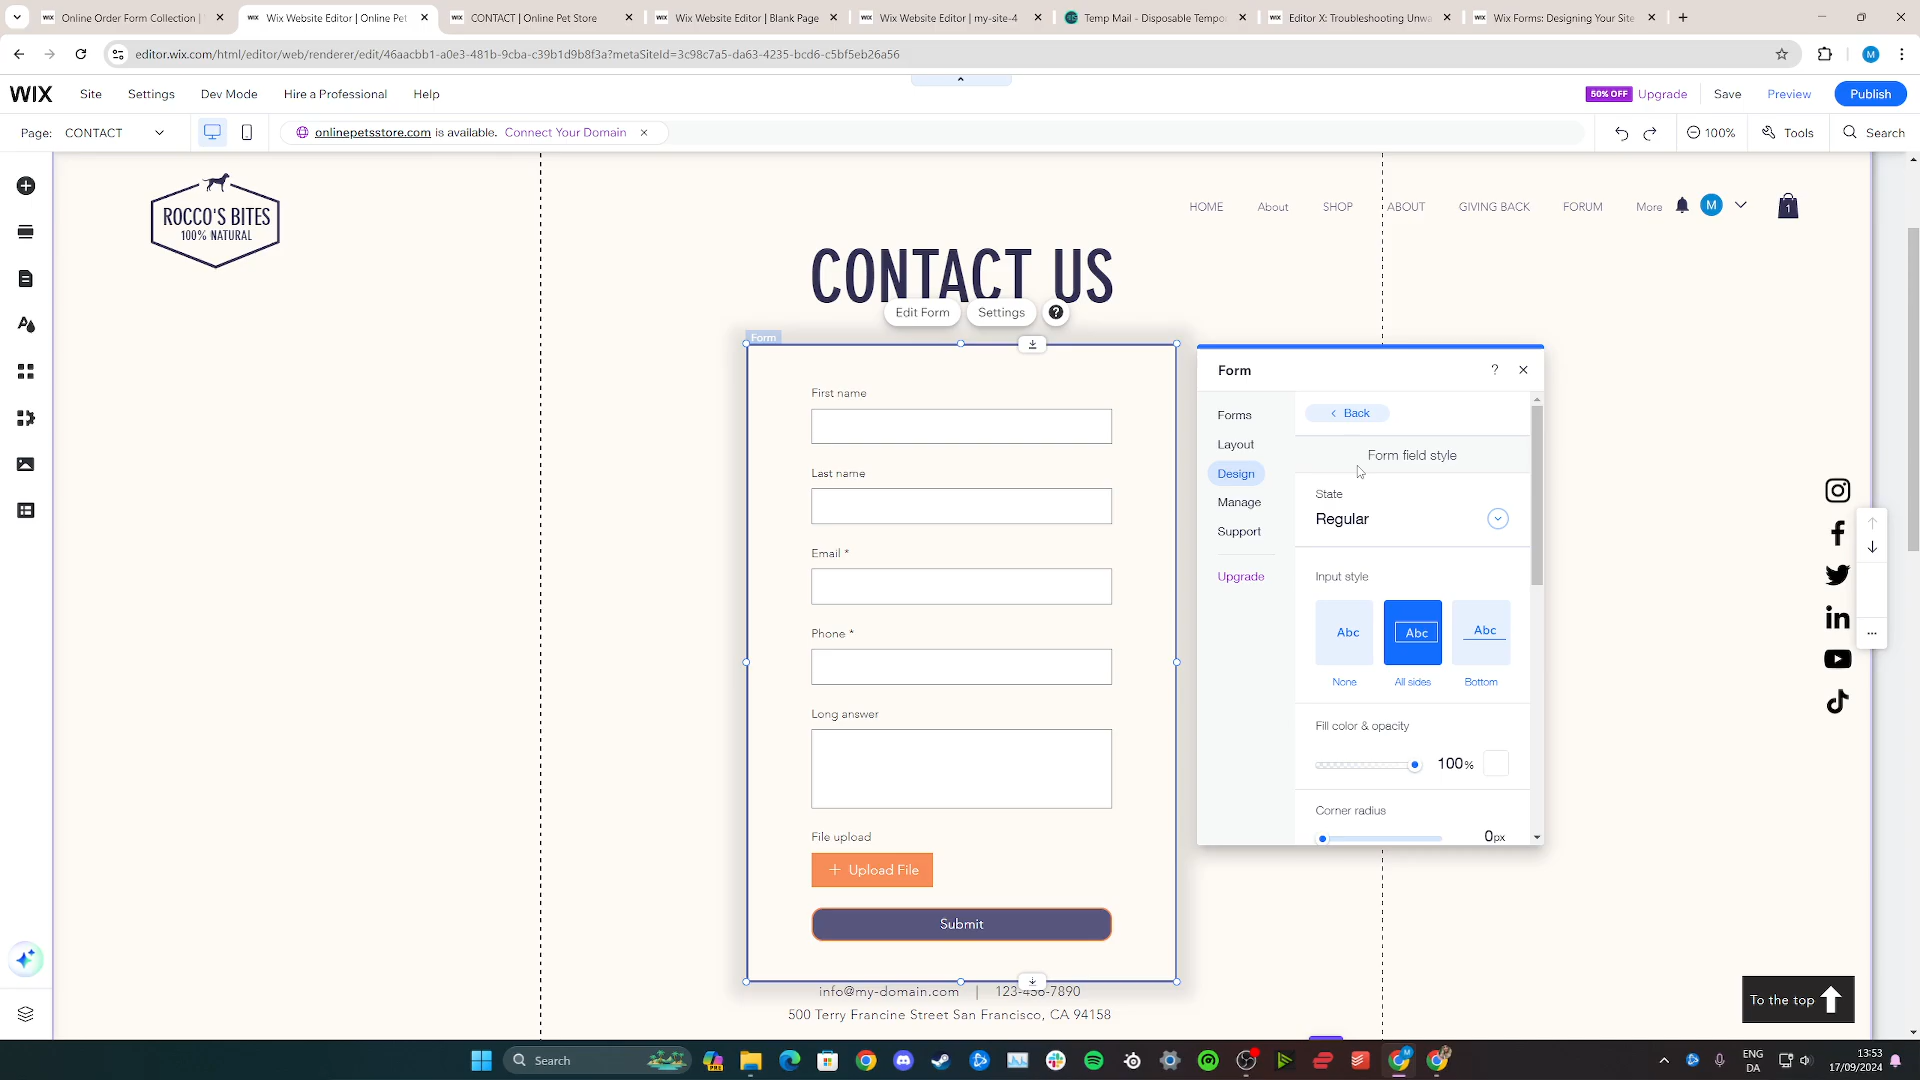 Online Order Form Collection |
Wix Website Editor | Online Pet
CONTACT | Online Pet Store
Wix Website Editor | Blank Page
Wix Website Editor | my-site-4
Temp Mail - Disposable Tempo
Editor X: Troubleshooting Unwa
Wix Forms: Designing Your Site
editor.wix.com/html/editor/web/renderer/edit/46aacbb1-a0e3-481b-9cba-c39b1d9b8f3a?metaSiteId=3c98c7a5-da63-4235-bcd6-c5bf5eb26a56
M
WIX
Site
Settings
Dev Mode
Hire a Professional
Help
50% OFF
Upgrade
Save
Preview
Publish
Page: CONTACT
onlinepetsstore.com is available. Connect Your Domain
100%
Tools
Search
ROCCO'S BITES
100% NATURAL
HOME
About
SHOP
ABOUT
GIVING BACK
FORUM
More
M
1
CONTACT US
Edit Form
Settings
?
Form
First name
Last name
Email *
Phone *
Long answer
File upload
+ Upload File
Submit
info@my-domain.com | 123-456-7890
500 Terry Francine Street San Francisco, CA 94158
Form
?
Forms
Layout
Design
Manage
Support
Upgrade
Back
Form field style
State
Regular
Input style
Abc
Abc
Abc
None
All sides
Bottom
Fill color & opacity
100%
Corner radius
0px
To the top
Search
ENG
DA
13:53
17/09/2024